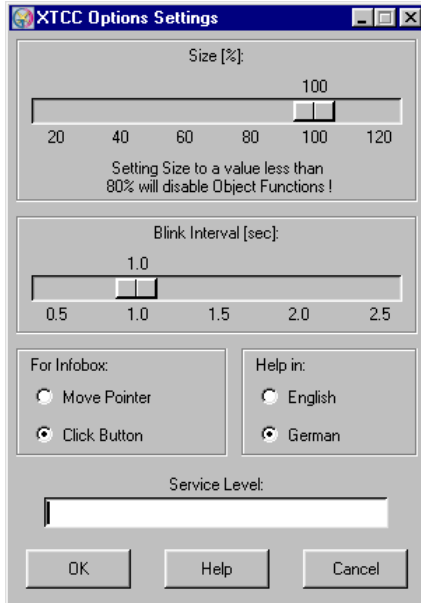 XTCC Options Settings
Size [%]:
100
20 40 60 80 100 120
Setting Size to a value less than
80% will disable Object Functions !
Blink Interval [sec]:
1.0
0.5 1.0 1.5 2.0 2.5
For Infobox:
Move Pointer
Click Button
Help in:
English
German
Service Level:
OK Help Cancel